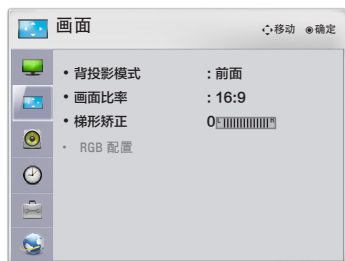 画面
移动 ◉确定
• 背投影模式 : 前面
• 画面比率 : 16:9
• 梯形矫正 0 L R
• RGB 配置